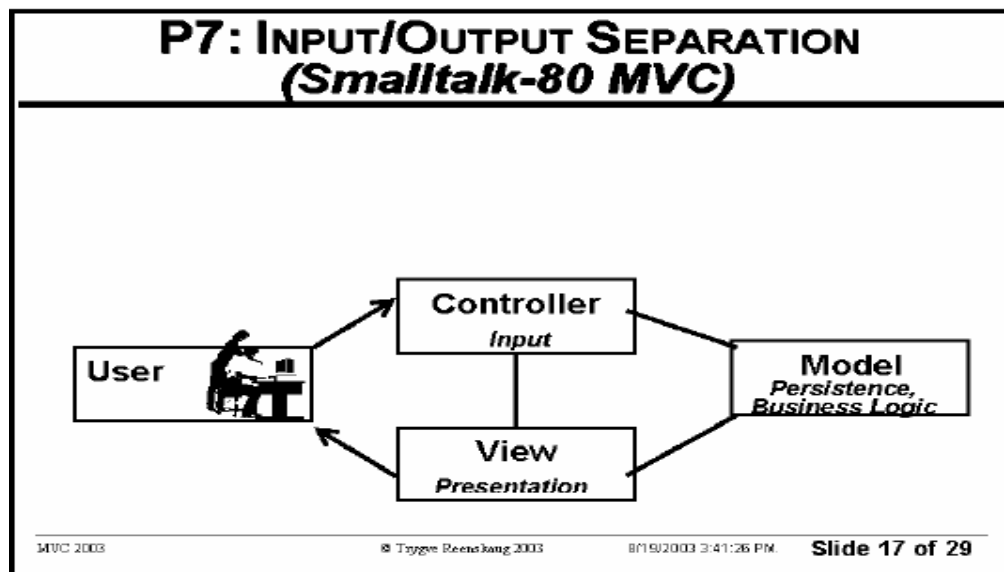 P7: INPUT/OUTPUT SEPARATION
(Smalltalk-80 MVC)
Controller
Input
User
Model
Persistence,
Business Logic
View
Presentation
MVC 2003
© Trygve Reenskaug 2003
8/19/2003 3:41:26 PM.
Slide 17 of 29